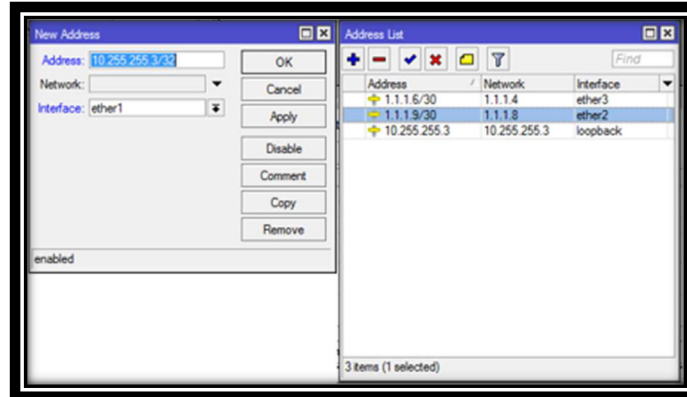 New Address
Address: 10.255.255.3/32
Network:
Interface: ether1
OK
Cancel
Apply
Disable
Comment
Copy
Remove
enabled
Address List
Find
Address Network Interface
1.1.1.6/30 1.1.1.4 ether3
1.1.1.9/30 1.1.1.8 ether2
10.255.255.3 10.255.255.3 loopback
3 items (1 selected)